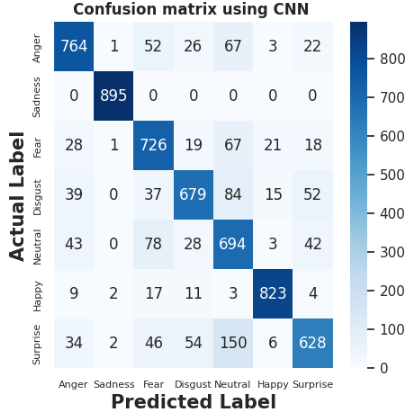 Confusion matrix using CNN
Actual Label
Anger 764 1 52 26 67 3 22
Sadness 0 895 0 0 0 0 0
Fear 28 1 726 19 67 21 18
Disgust 39 0 37 679 84 15 52
Neutral 43 0 78 28 694 3 42
Happy 9 2 17 11 3 823 4
Surprise 34 2 46 54 150 6 628
Anger Sadness Fear Disgust Neutral Happy Surprise
Predicted Label
800
700
600
500
400
300
200
100
0